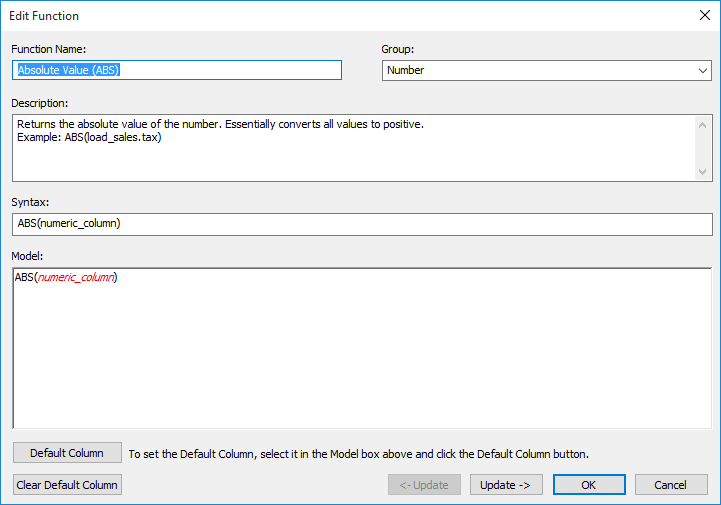 Edit Function
Function Name:
Group:
Absolute Value (ABS)
Number
Description:
Returns the absolute value of the number. Essentially converts all values to positive.
Example: ABS(load_sales.tax)
Syntax:
ABS(numeric_column)
Model:
ABS(numeric_column)
Default Column
To set the Default Column, select it in the Model box above and click the Default Column button.
Clear Default Column
<- Update
Update ->
OK
Cancel